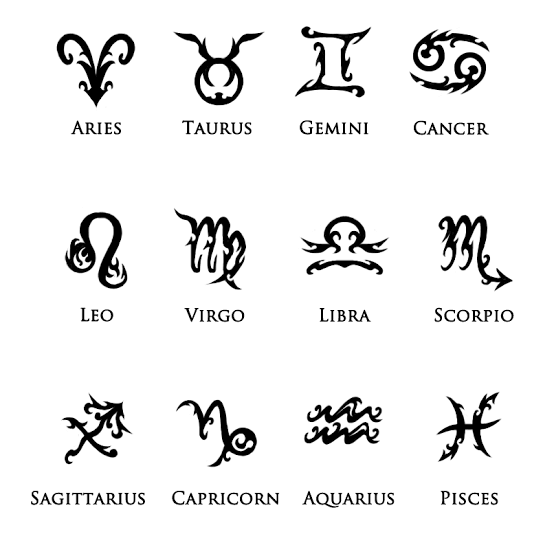 Aries Taurus Gemini Cancer
Leo Virgo Libra Scorpio
Sagittarius Capricorn Aquarius Pisces